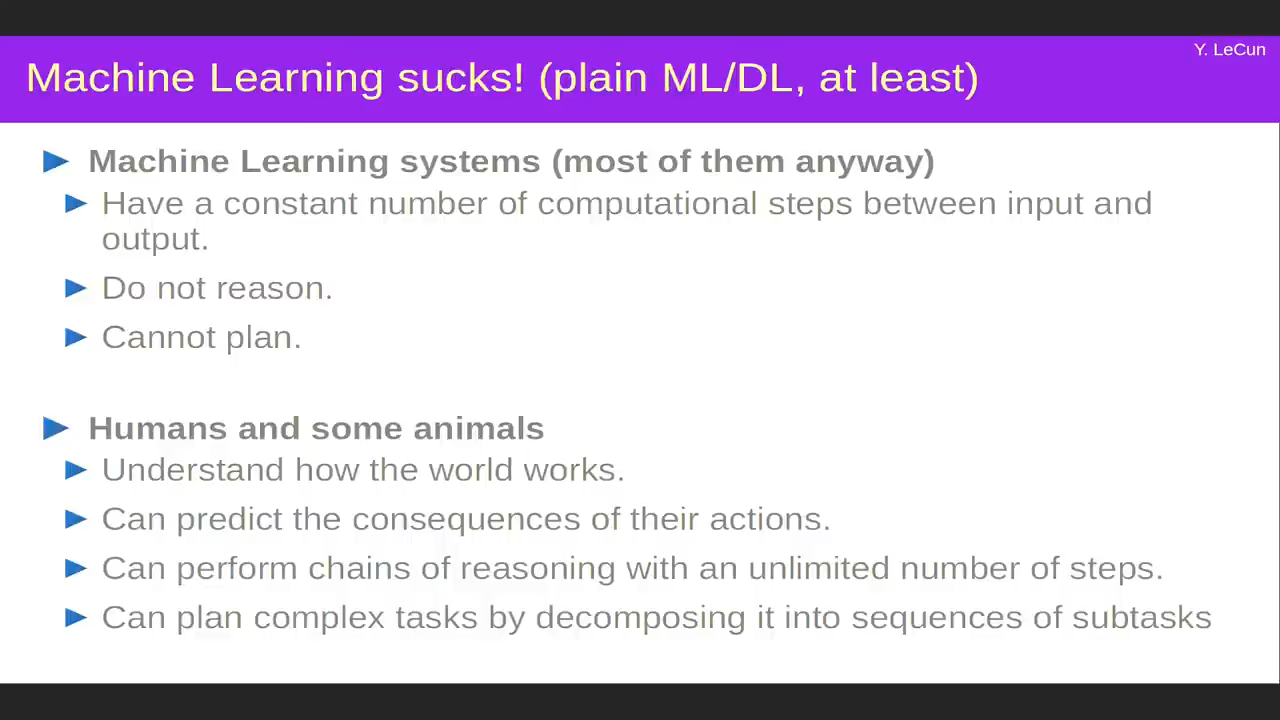 Y. LeCun
Machine Learning sucks! (plain ML/DL, at least)
Machine Learning systems (most of them anyway)
Have a constant number of computational steps between input and
output.
Do not reason.
Cannot plan.
Humans and some animals
Understand how the world works.
Can predict the consequences of their actions.
Can perform chains of reasoning with an unlimited number of steps.
Can plan complex tasks by decomposing it into sequences of subtasks